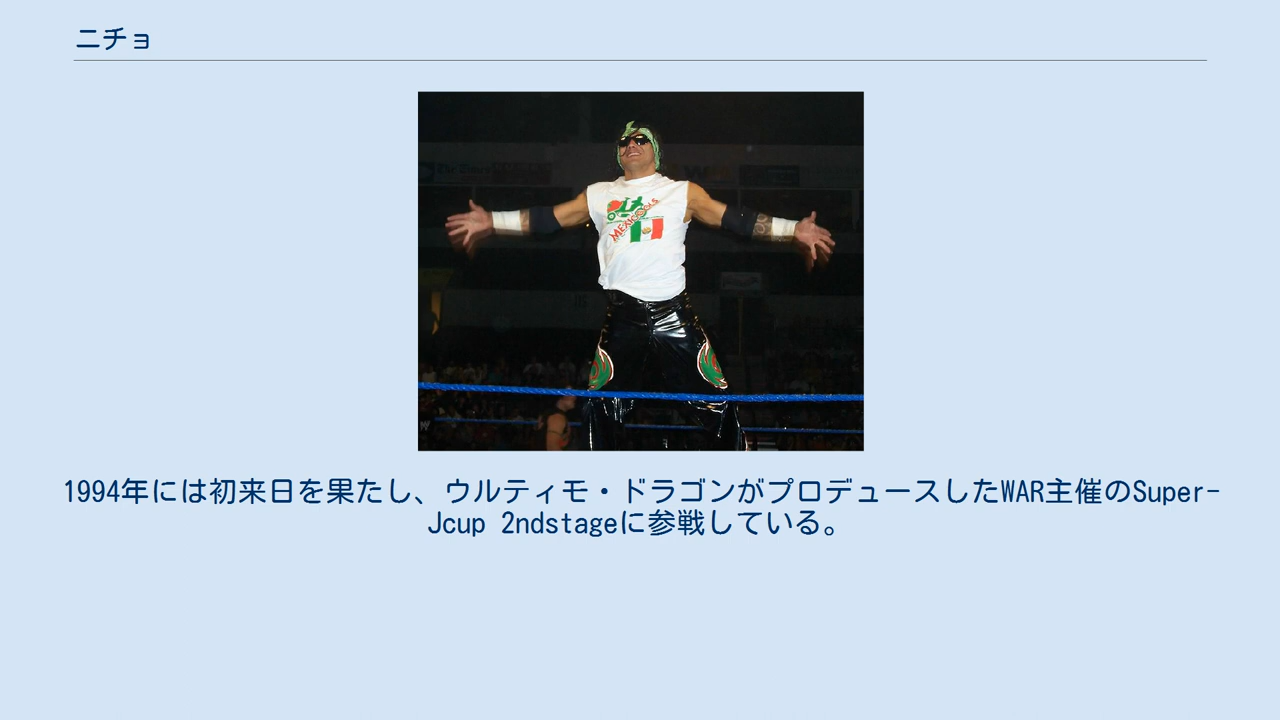 ニチョ
MEXICOOLS
1994年には初来日を果たし、ウルティモ・ドラゴンがプロデュースしたWAR主催のSuper-
Jcup 2ndstageに参戦している。